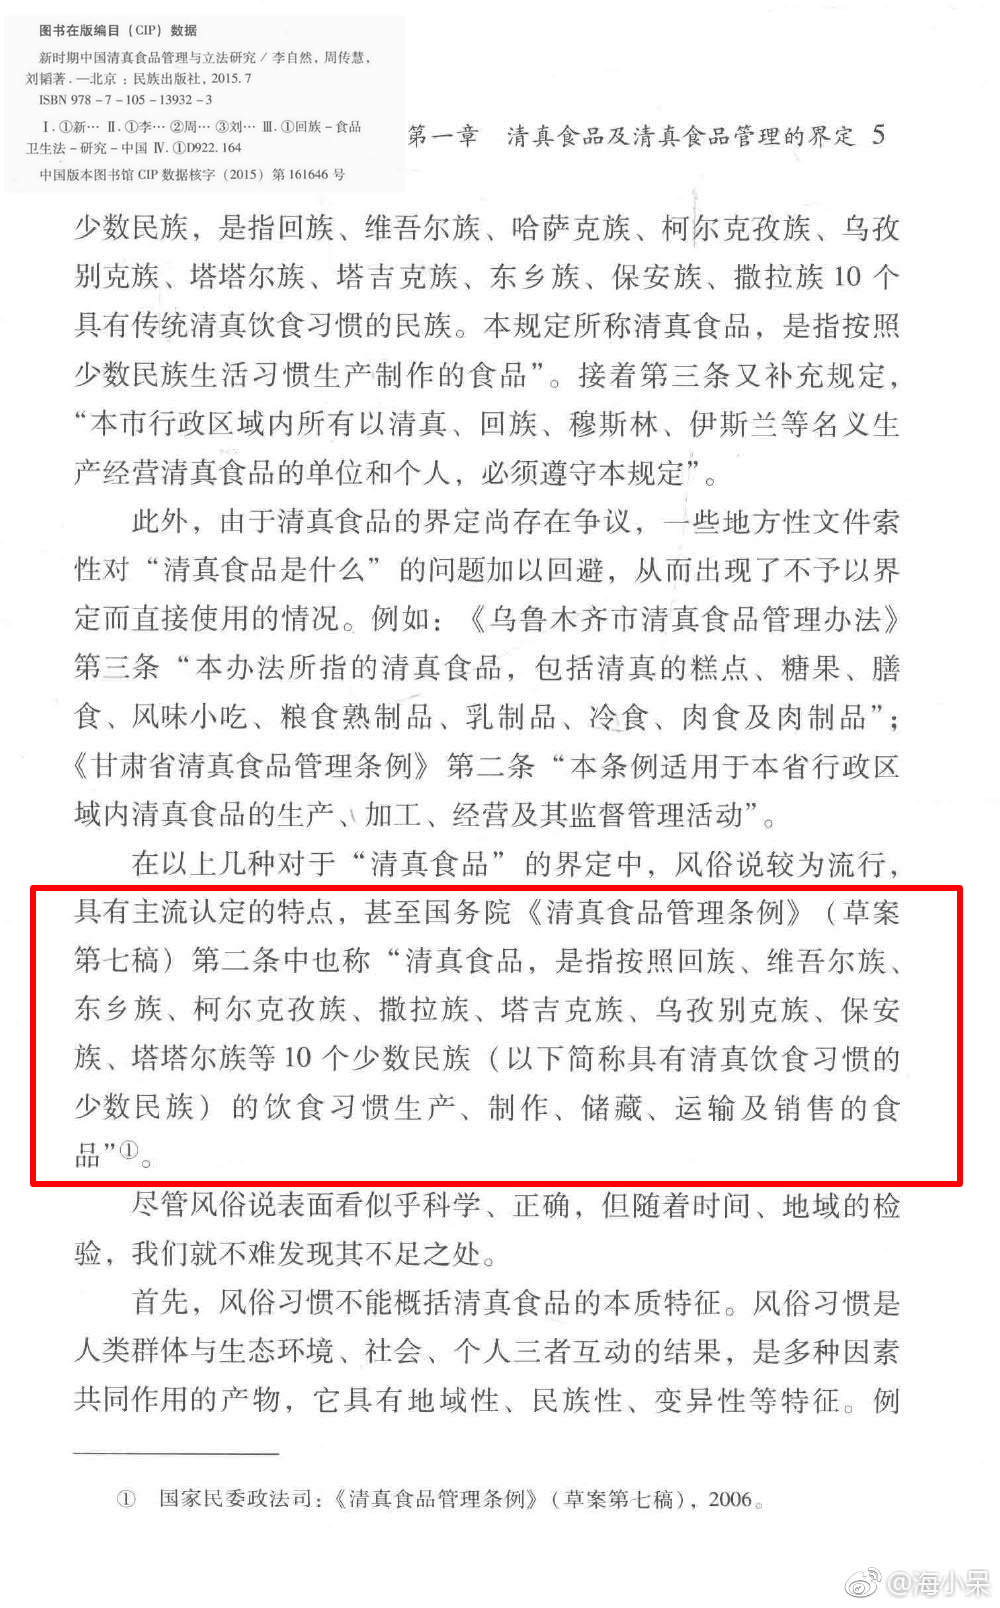 图书在版编目（CIP）数据
新时期中国清真食品管理与立法研究 / 李自然，周传慧，
刘韬著. —北京：民族出版社，2015.7
ISBN 978－7－105－13932－3
Ⅰ. ①新… Ⅱ. ①李… ②周… ③刘… Ⅲ. ①回族－食品
卫生法－研究－中国 Ⅳ. ①D922.164
中国版本图书馆 CIP 数据核字（2015）第 161646 号
第一章 清真食品及清真食品管理的界定 5
少数民族，是指回族、维吾尔族、哈萨克族、柯尔克孜族、乌孜
别克族、塔塔尔族、塔吉克族、东乡族、保安族、撒拉族 10 个
具有传统清真饮食习惯的民族。本规定所称清真食品，是指按照
少数民族生活习惯生产制作的食品”。接着第三条又补充规定，
“本市行政区域内所有以清真、回族、穆斯林、伊斯兰等名义生
产经营清真食品的单位和个人，必须遵守本规定”。
此外，由于清真食品的界定尚存在争议，一些地方性文件索
性对“清真食品是什么”的问题加以回避，从而出现了不予以界
定而直接使用的情况。例如：《乌鲁木齐市清真食品管理办法》
第三条“本办法所指的清真食品，包括清真的糕点、糖果、膳
食、风味小吃、粮食熟制品、乳制品、冷食、肉食及肉制品”；
《甘肃省清真食品管理条例》第二条“本条例适用于本省行政区
域内清真食品的生产、加工、经营及其监督管理活动”。
在以上几种对于“清真食品”的界定中，风俗说较为流行，
具有主流认定的特点，甚至国务院《清真食品管理条例》（草案
第七稿）第二条中也称“清真食品，是指按照回族、维吾尔族、
东乡族、柯尔克孜族、撒拉族、塔吉克族、乌孜别克族、保安
族、塔塔尔族等 10 个少数民族（以下简称具有清真饮食习惯的
少数民族）的饮食习惯生产、制作、储藏、运输及销售的食
品”①。
尽管风俗说表面看似乎科学、正确，但随着时间、地域的检
验，我们就不难发现其不足之处。
首先，风俗习惯不能概括清真食品的本质特征。风俗习惯是
人类群体与生态环境、社会、个人三者互动的结果，是多种因素
共同作用的产物，它具有地域性、民族性、变异性等特征。例
① 国家民委政法司：《清真食品管理条例》（草案第七稿），2006。
@海小呆